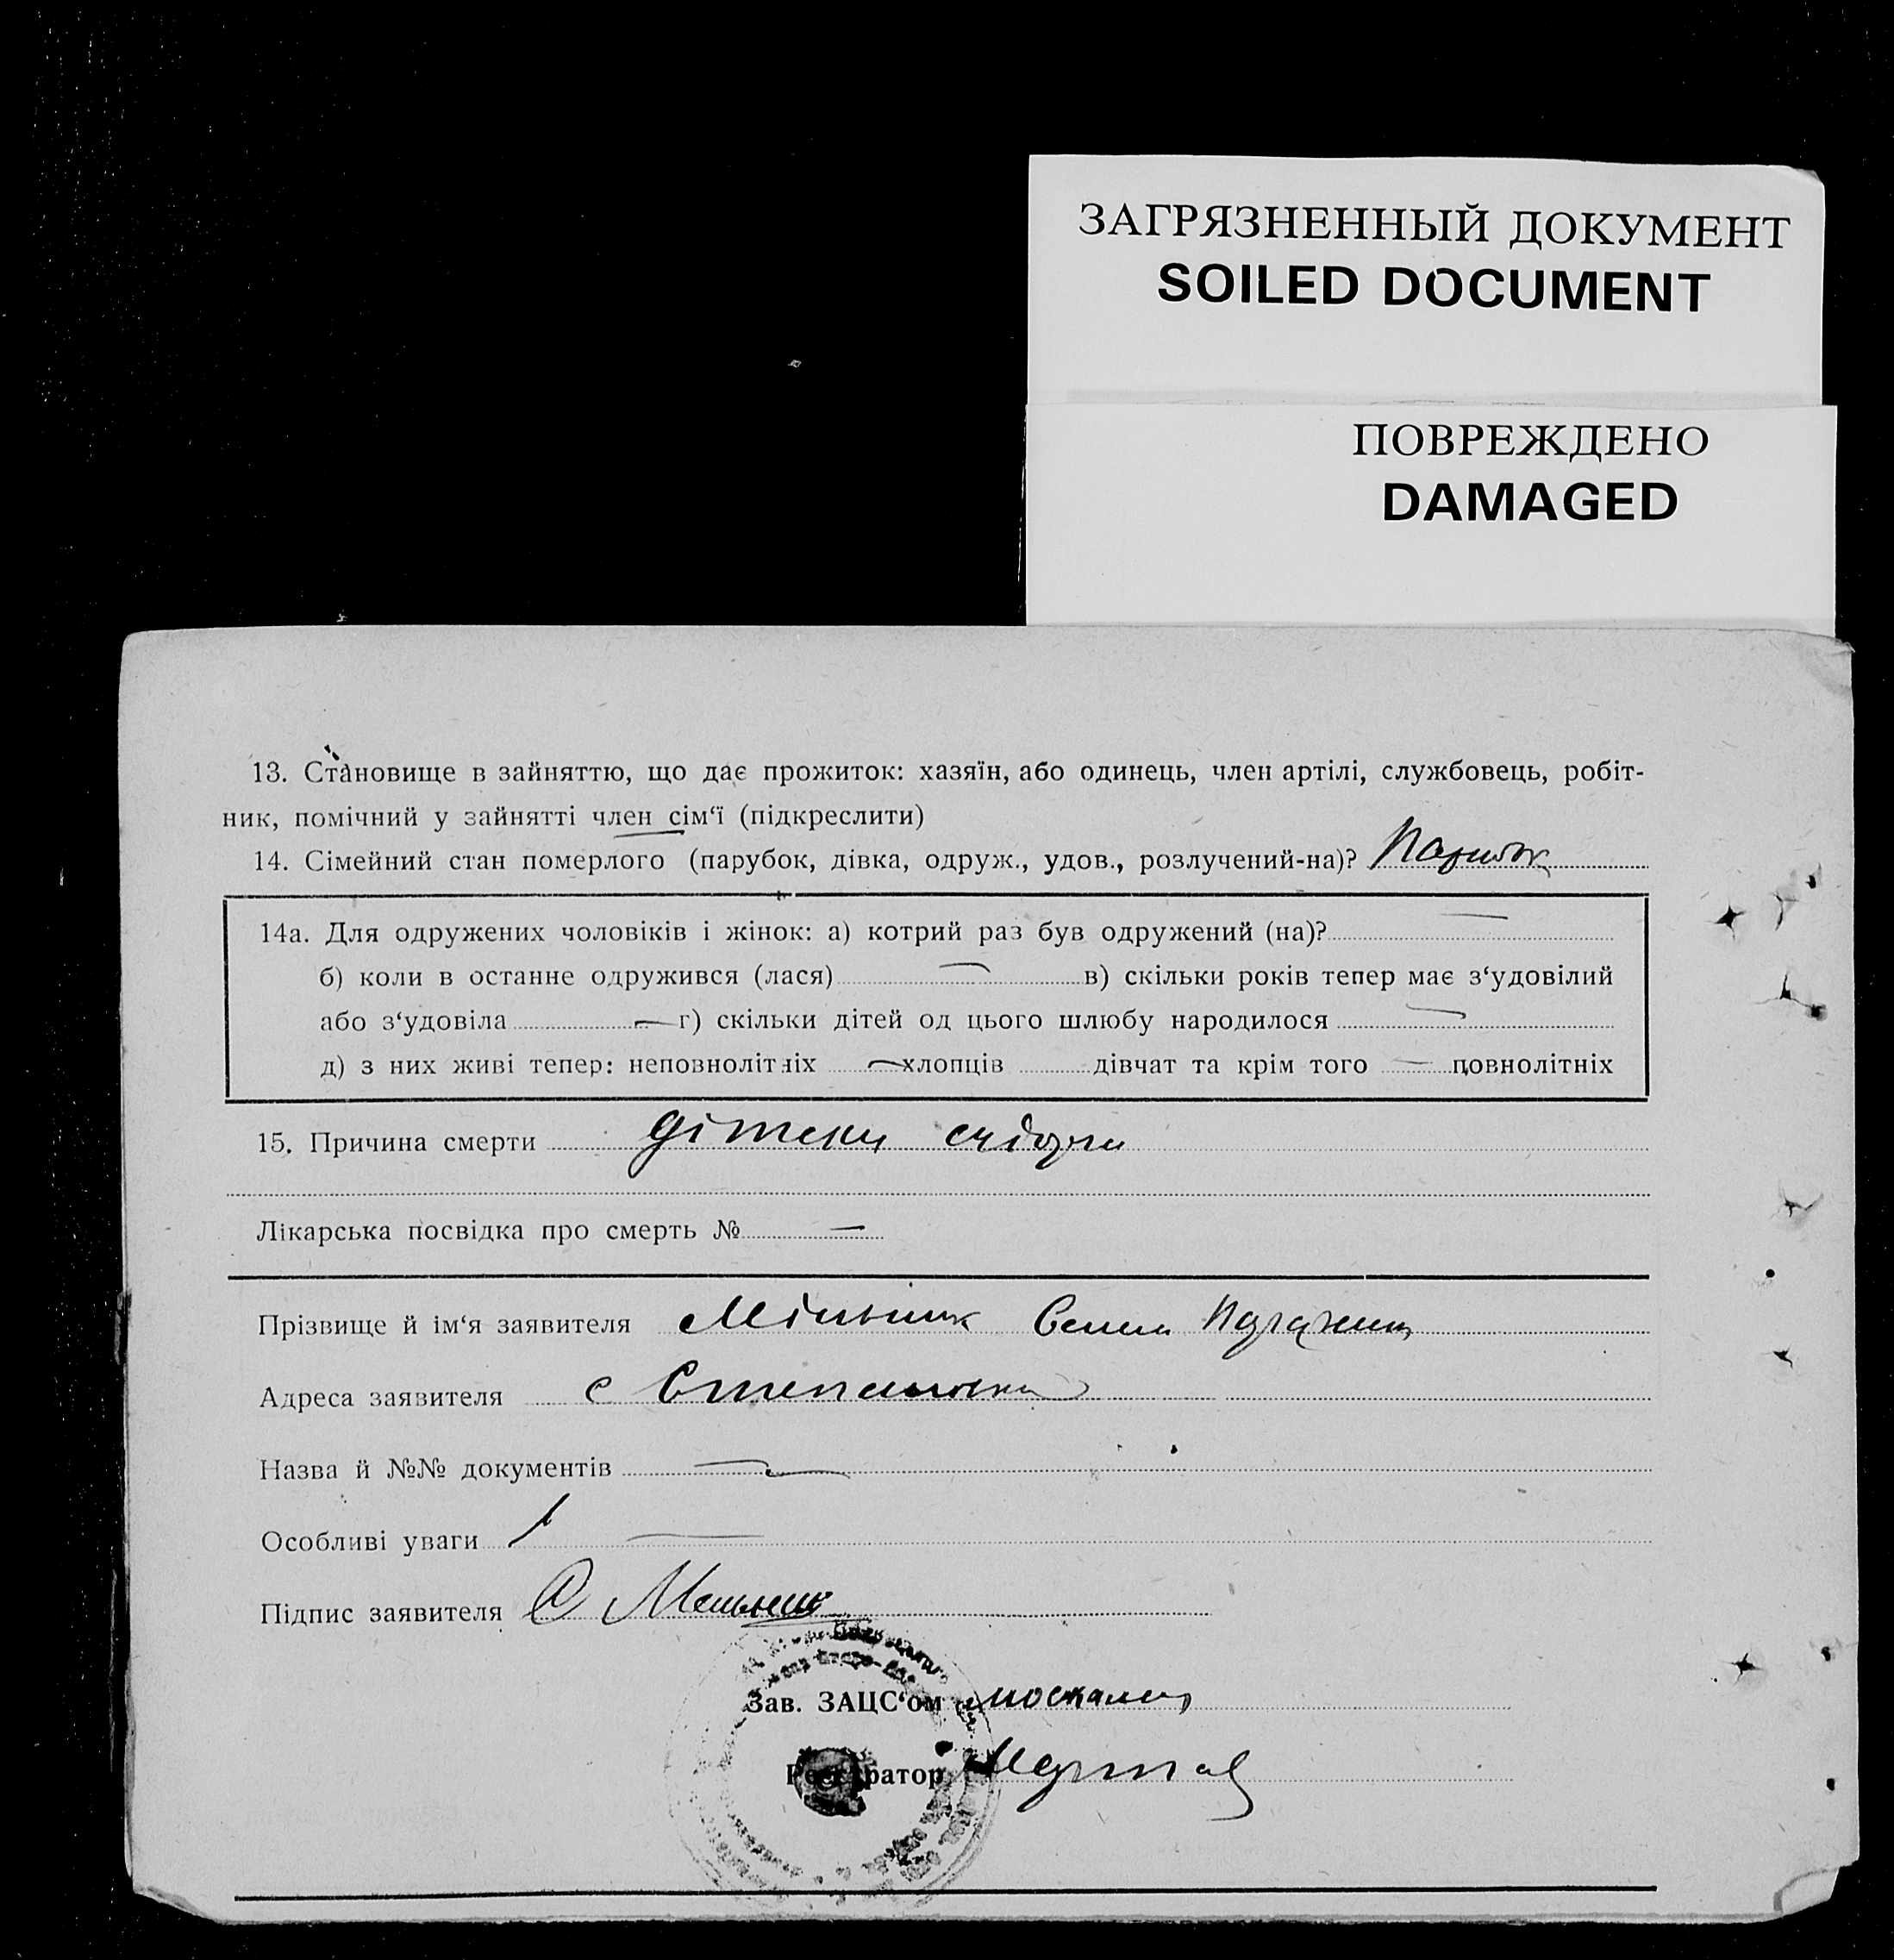 ЗАГРЯЗНЕННЫЙ ДОКУМЕНТ
SOILED DOCUMENT
ПОВРЕЖДЕНО
DAMAGED
13. Становище в зайняттю, що дає прожиток: хазяїн, або одинець, член артілі, службовець, робіт-
ник, помічний у зайнятті член сім‘ї (підкреслити)
14. Сімейний стан померлого (парубок, дівка, одруж., удов., розлучений-на)?
14а. Для одружених чоловіків і жінок: а) котрий раз був одружений (на)? —
б) коли в останне одружився (лася) — в) скільки років тепер має з‘удовілий
або з‘удовіла — г) скільки дітей од цього шлюбу народилося —
д) з них живі тепер: неповнолітніх — хлопців дівчат та крім того — повнолітніх
15. Причина смерти
Лікарська посвідка про смерть № —
Прізвище й ім‘я заявителя Мільник Семен
Адреса заявителя с Степановка
Назва й №№ документів —
Особливі уваги —
Підпис заявителя С Мельник
Зав. ЗАЦС‘ом
Реєстратор